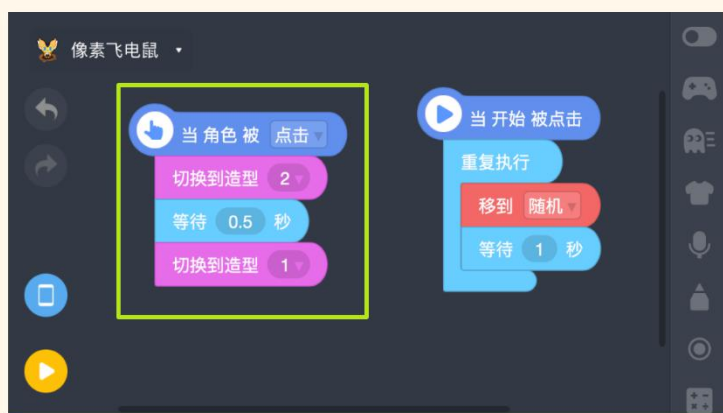 像素飞电鼠
当 角色 被 点击
切换到造型 2
等待 0.5 秒
切换到造型 1
当 开始 被点击
重复执行
移到 随机
等待 1 秒